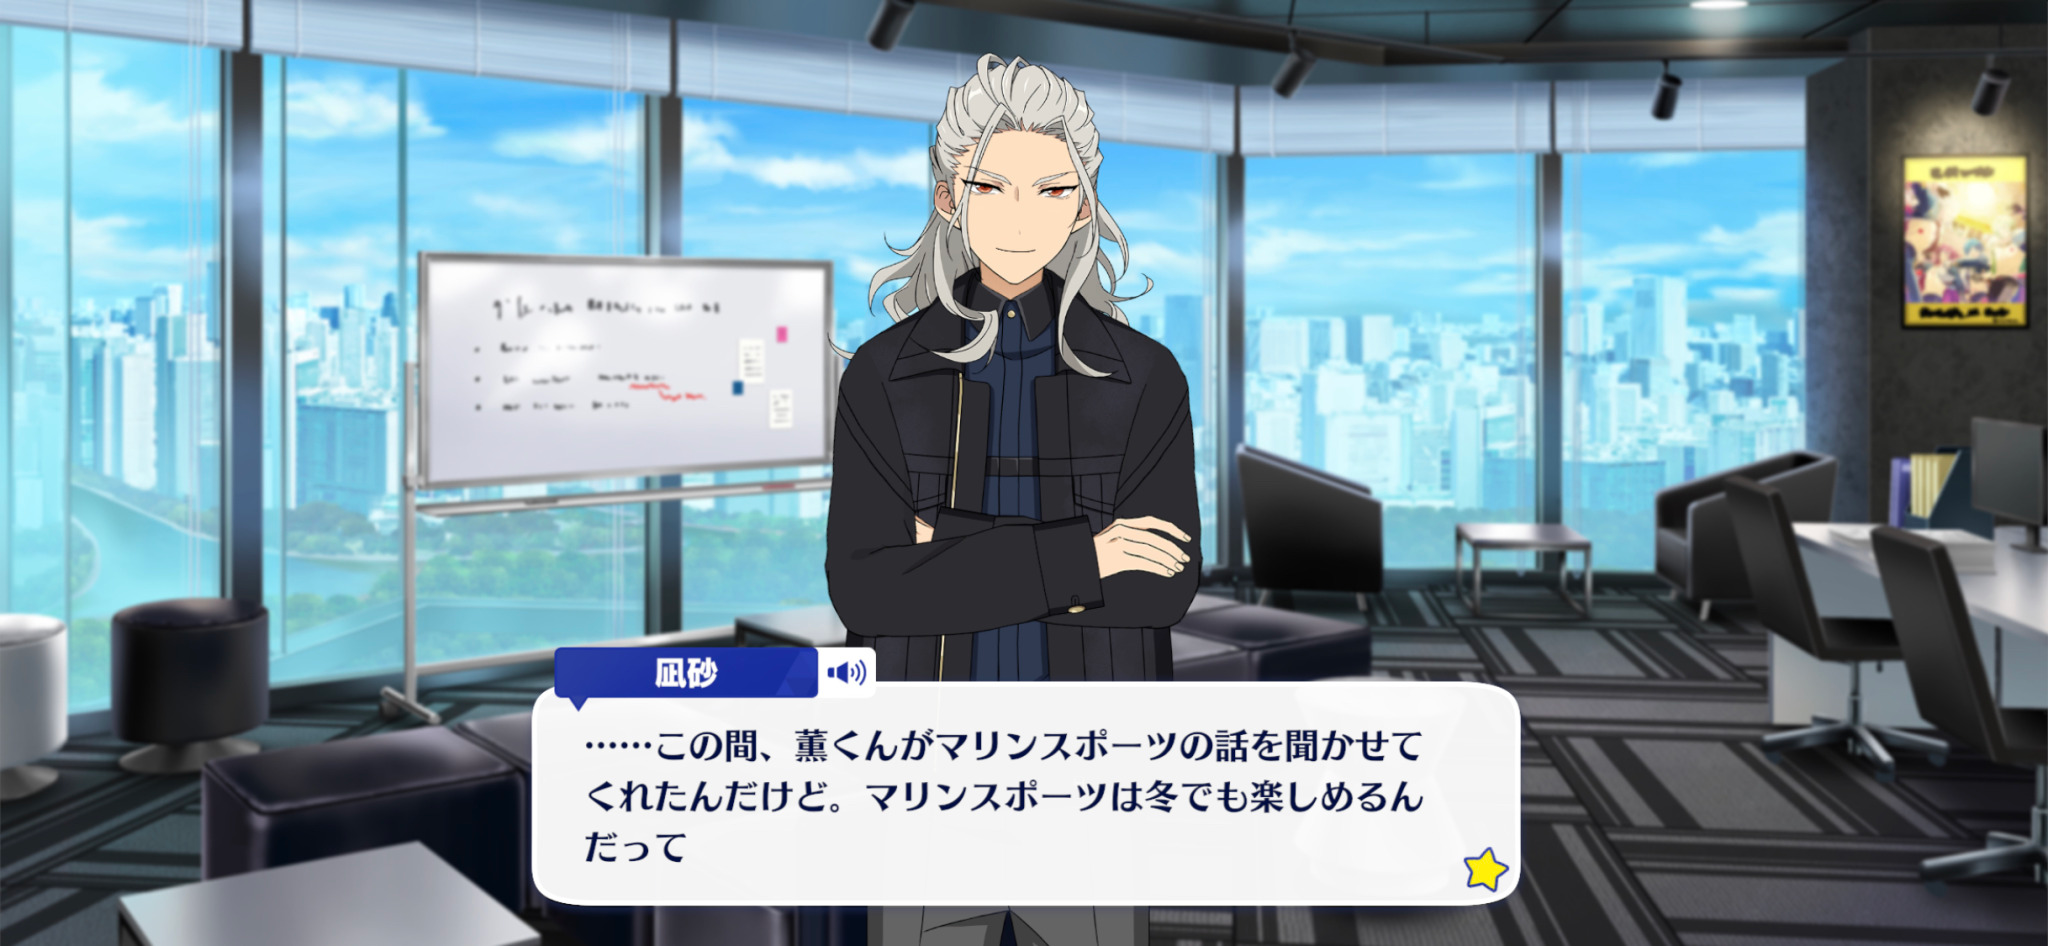 凪砂
……この間、薫くんがマリンスポーツの話を聞かせて
くれたんだけど。マリンスポーツは冬でも楽しめるん
だって